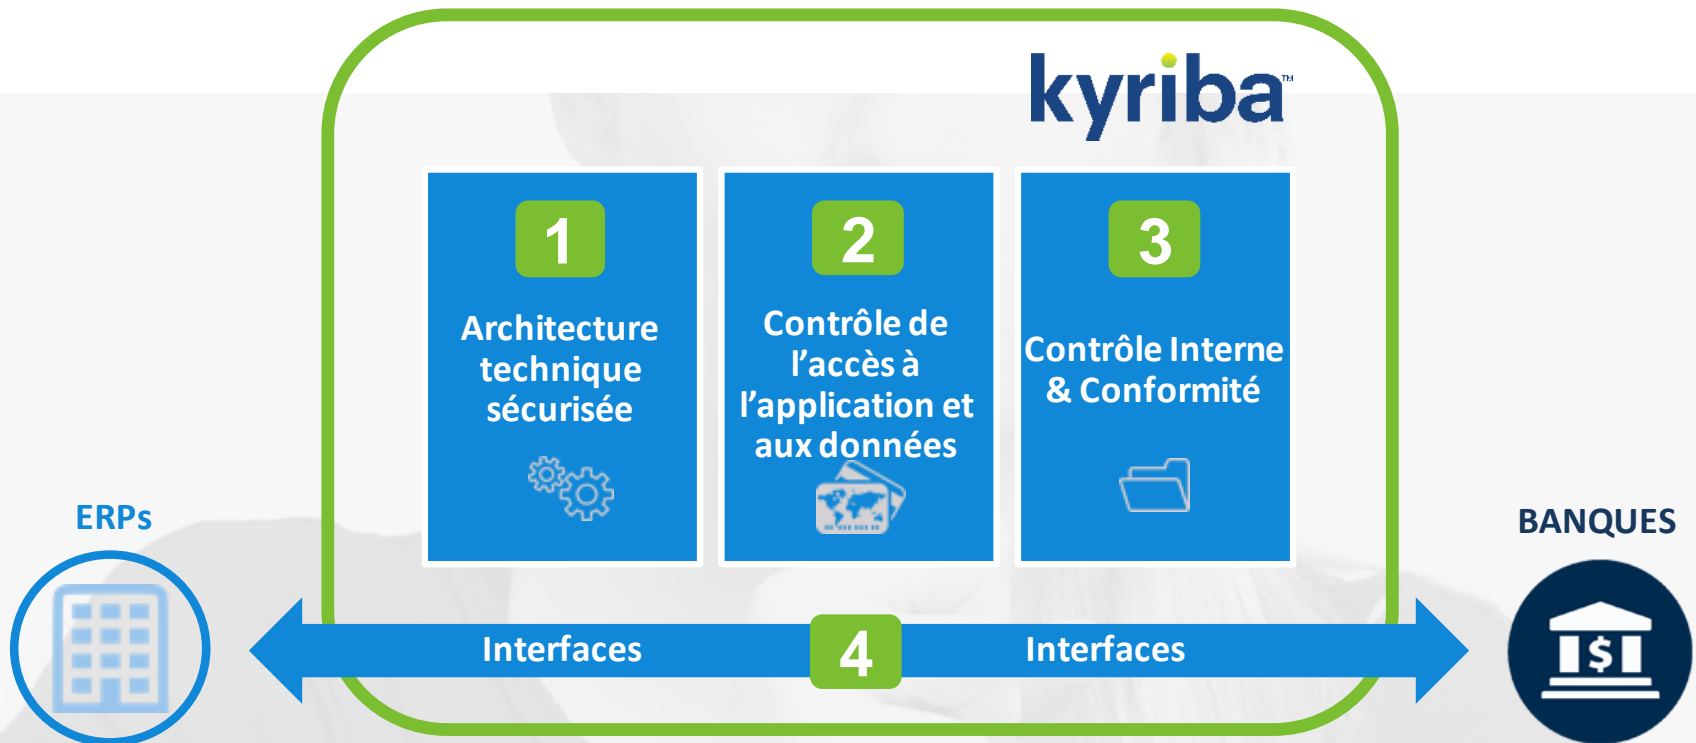 kyriba™
1
Architecture
technique
sécurisée
2
Contrôle de
l’accès à
l’application et
aux données
3
Contrôle Interne
& Conformité
ERPs
BANQUES
$
Interfaces
4
Interfaces